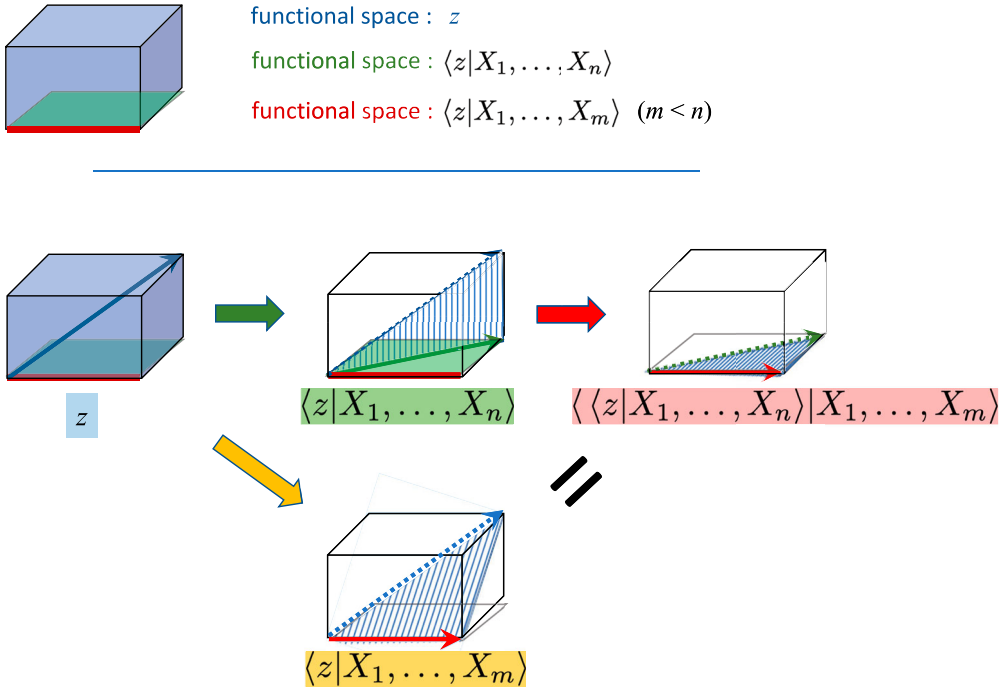 functional space : z
functional space : ⟨z|X₁, . . . , Xₙ⟩
functional space : ⟨z|X₁, . . . , Xₘ⟩ (m < n)
z
⟨z|X₁, . . . , Xₙ⟩
⟨ ⟨z|X₁, . . . , Xₙ⟩|X₁, . . . , Xₘ⟩
⟨z|X₁, . . . , Xₘ⟩